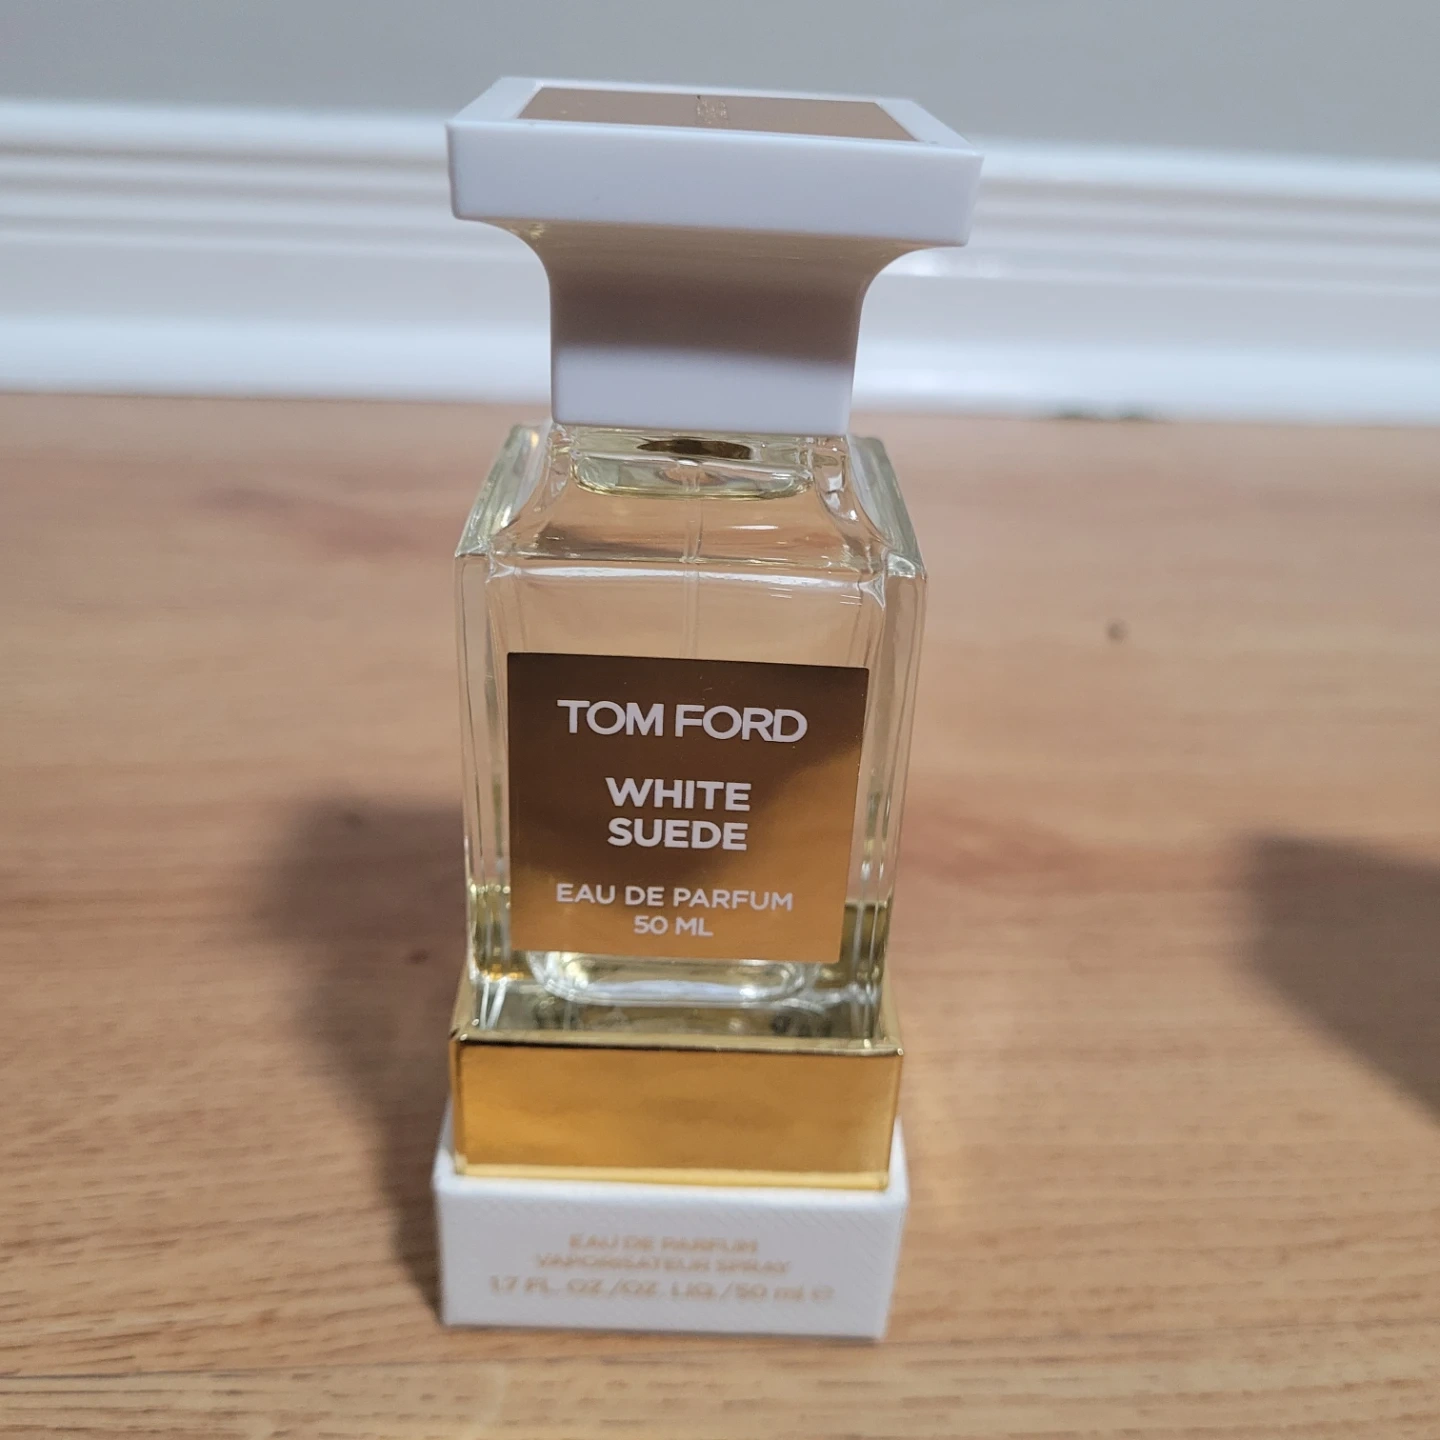 TOM FORD
WHITE
SUEDE
EAU DE PARFUM
50 ML
EAU DE PARFUM
VAPORISATEUR SPRAY
1.7 FL. OZ./OZ. LIQ./50 ml e